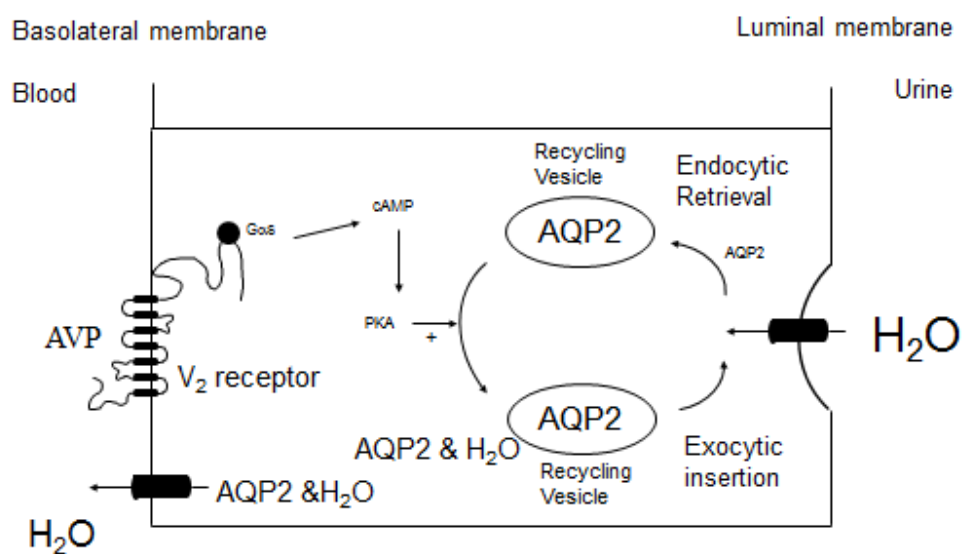 Basolateral membrane
Luminal membrane
Blood
Urine
Recycling
Vesicle
Endocytic
Retrieval
cAMP
Gαs
AQP2
AQP2
PKA
+
AVP
V₂ receptor
H₂O
AQP2
AQP2 & H₂O
Recycling
Vesicle
Exocytic
insertion
AQP2 &H₂O
H₂O